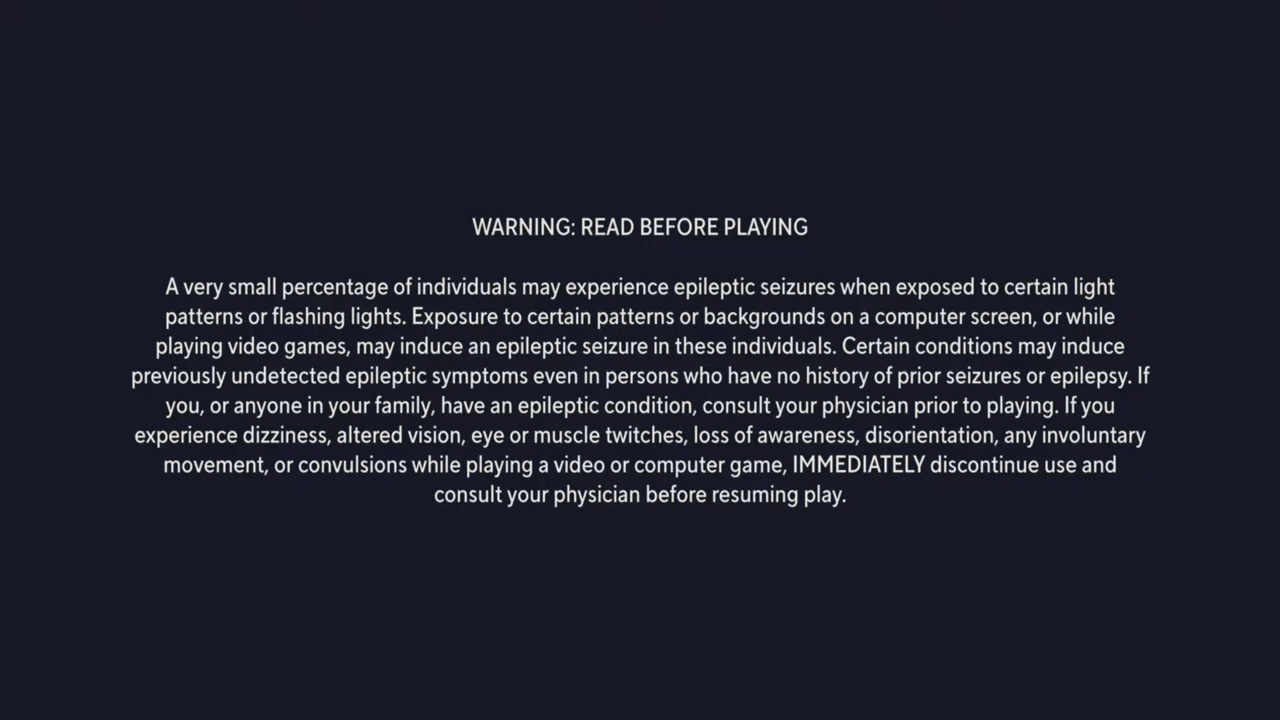 WARNING: READ BEFORE PLAYING
A very small percentage of individuals may experience epileptic seizures when exposed to certain light
patterns or flashing lights. Exposure to certain patterns or backgrounds on a computer screen, or while
playing video games, may induce an epileptic seizure in these individuals. Certain conditions may induce
previously undetected epileptic symptoms even in persons who have no history of prior seizures or epilepsy. If
you, or anyone in your family, have an epileptic condition, consult your physician prior to playing. If you
experience dizziness, altered vision, eye or muscle twitches, loss of awareness, disorientation, any involuntary
movement, or convulsions while playing a video or computer game, IMMEDIATELY discontinue use and
consult your physician before resuming play.